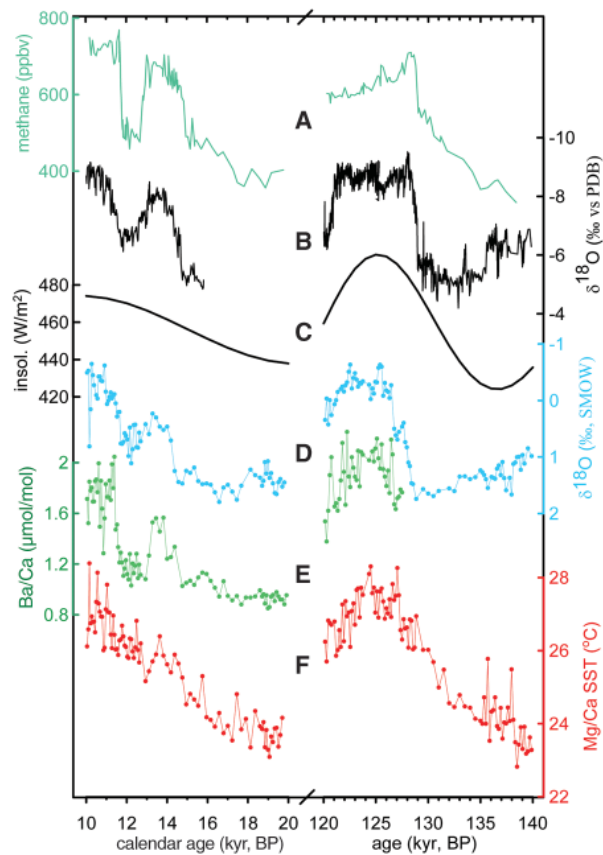 800
600
400
methane (ppbv)
A
-10
-8
-6
-4
δ18O (‰ vs PDB)
B
480
460
440
420
insol. (W/m²)
C
-1
0
1
2
δ18O (‰, SMOW)
D
2
1.6
1.2
0.8
Ba/Ca (μmol/mol)
E
28
26
24
22
Mg/Ca SST (ºC)
F
10 12 14 16 18 20
120 125 130 135 140
calendar age (kyr, BP)
age (kyr, BP)